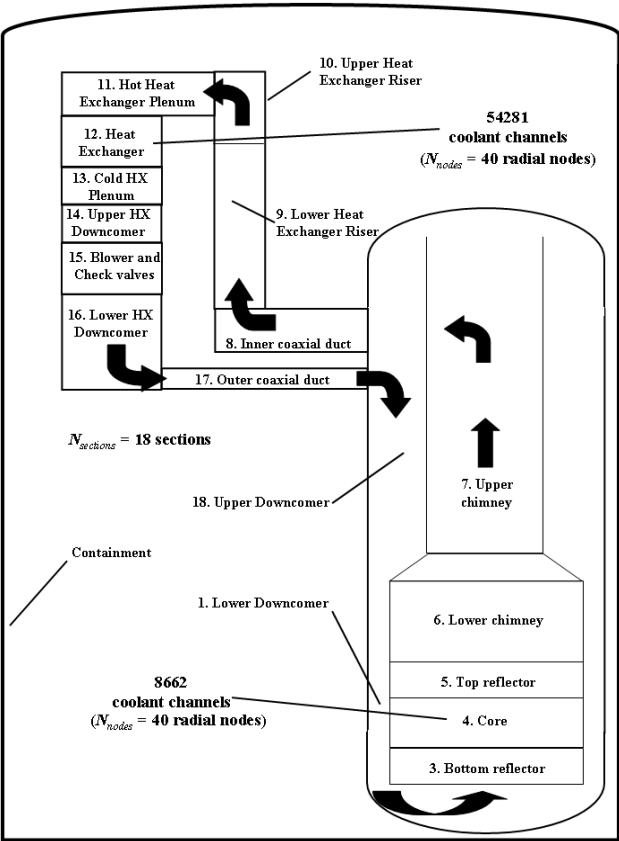 10. Upper Heat
Exchanger Riser
11. Hot Heat
Exchanger Plenum
54281
coolant channels
(Nnodes = 40 radial nodes)
12. Heat
Exchanger
13. Cold HX
Plenum
14. Upper HX
Downcomer
9. Lower Heat
Exchanger Riser
15. Blower and
Check valves
16. Lower HX
Downcomer
8. Inner coaxial duct
17. Outer coaxial duct
Nsections = 18 sections
7. Upper
chimney
18. Upper Downcomer
Containment
1. Lower Downcomer
6. Lower chimney
5. Top reflector
8662
coolant channels
(Nnodes = 40 radial nodes)
4. Core
3. Bottom reflector